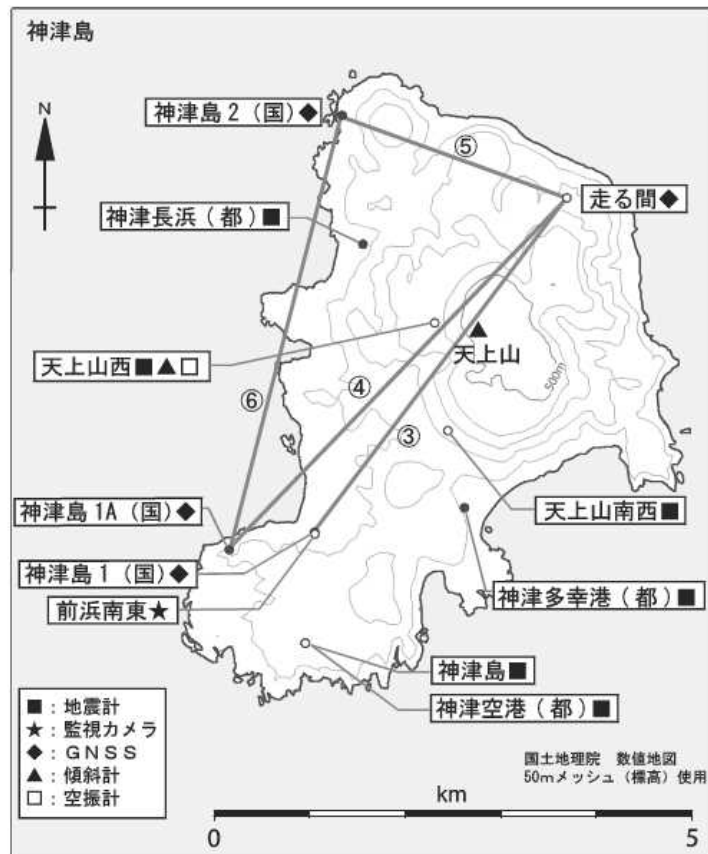 神津島
N
神津島2(国)◆
⑤
走る間◆
神津長浜(都)■
天上山
天上山西■▲□
500m
④
⑥
③
神津島1A(国)◆
天上山南西■
神津島1(国)◆
前浜南東★
神津多幸港(都)■
神津島■
神津空港(都)■
■:地震計
★:監視カメラ
◆:GNSS
▲:傾斜計
□:空振計
国土地理院 数値地図
50mメッシュ(標高)使用
km
0 5